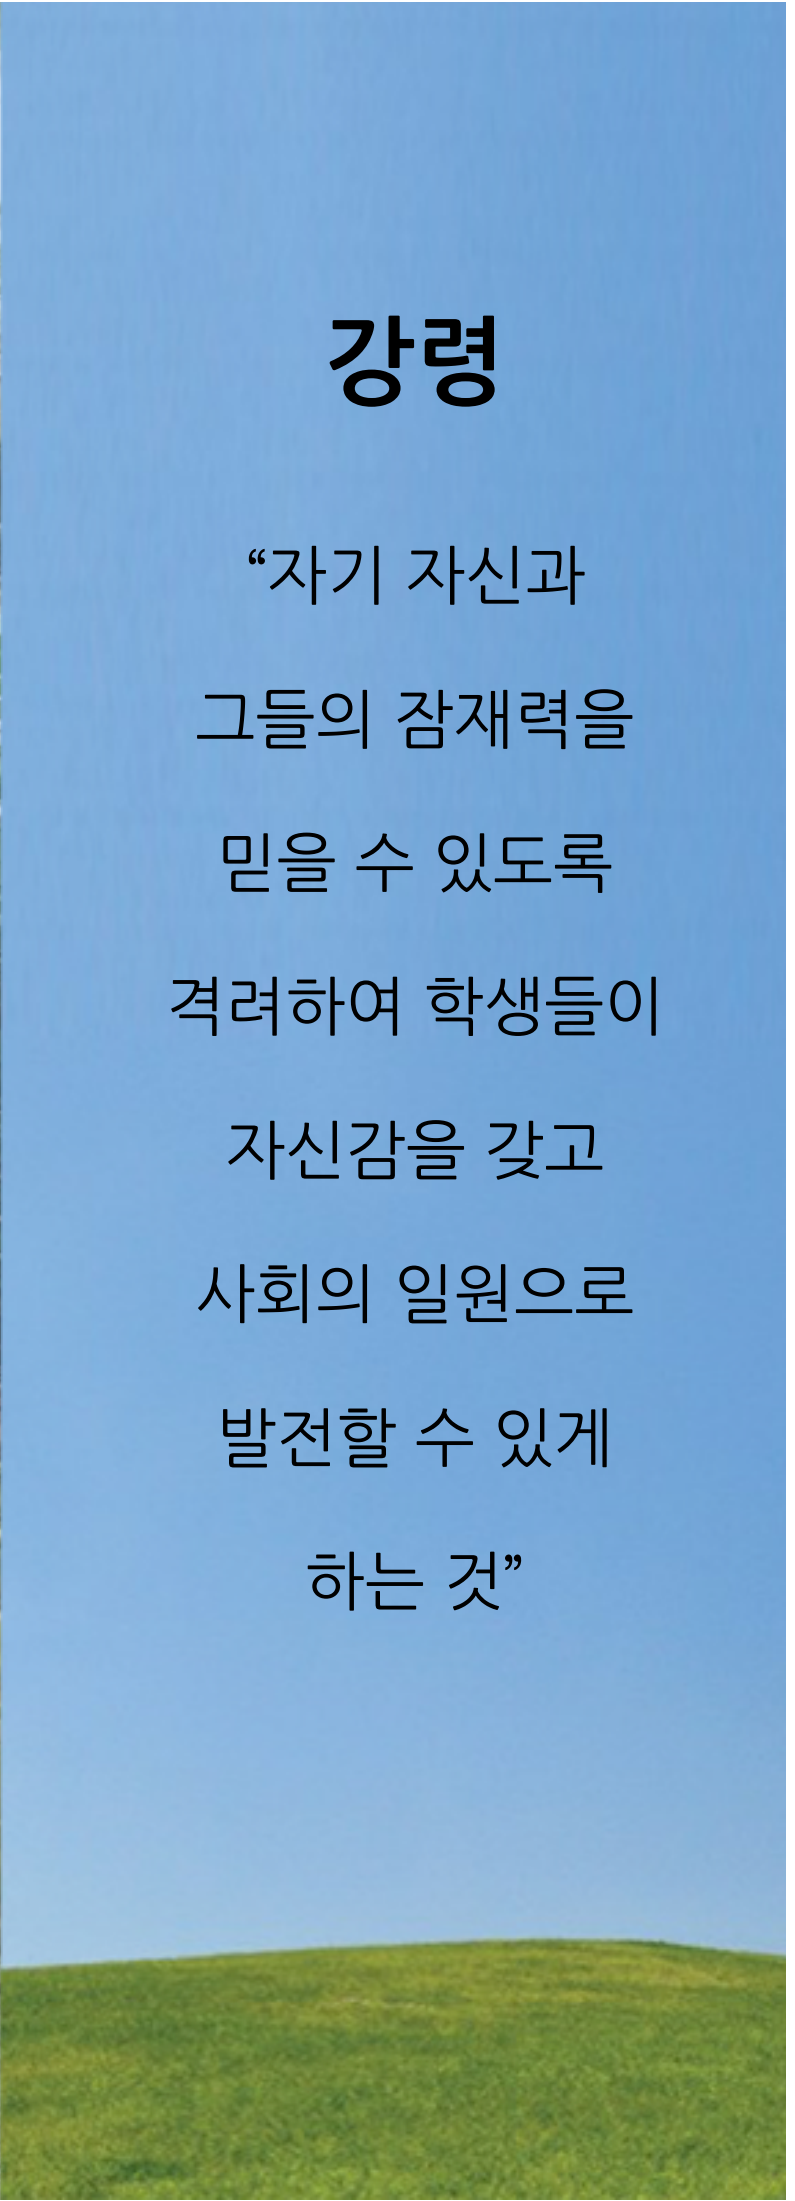 강령
“자기 자신과
그들의 잠재력을
믿을 수 있도록
격려하여 학생들이
자신감을 갖고
사회의 일원으로
발전할 수 있게
하는 것”